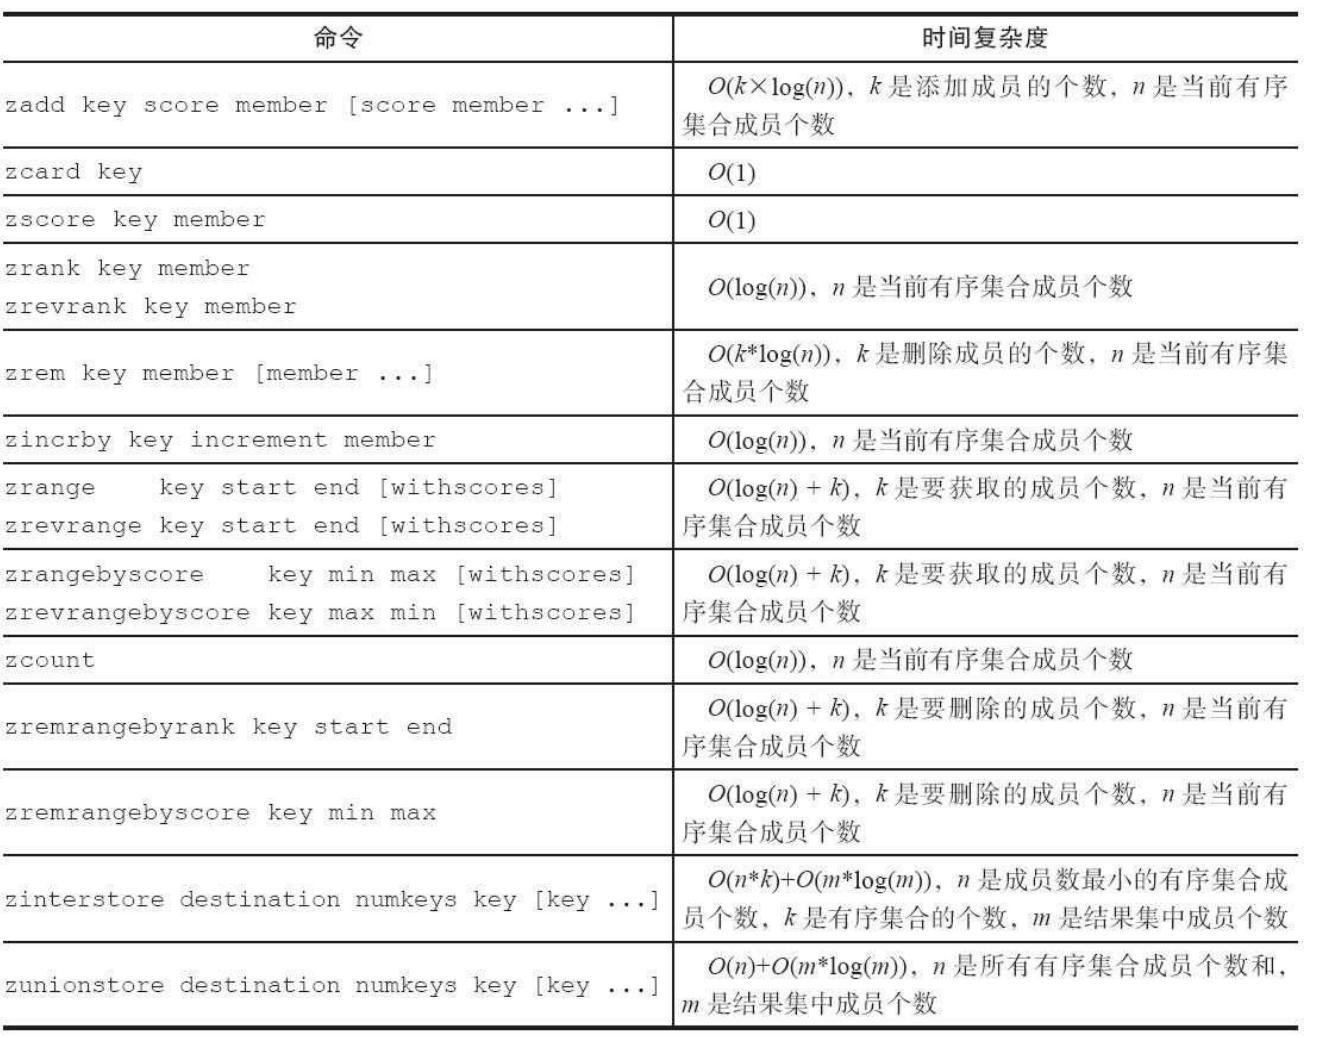 命令
时间复杂度
zadd key score member [score member ...]
O(k×log(n)), k 是添加成员的个数, n 是当前有序
集合成员个数
zcard key
O(1)
zscore key member
O(1)
zrank key member
zrevrank key member
O(log(n)), n 是当前有序集合成员个数
zrem key member [member ...]
O(k*log(n)), k 是删除成员的个数, n 是当前有序集
合成员个数
zincrby key increment member
O(log(n)), n 是当前有序集合成员个数
zrange key start end [withscores]
zrevrange key start end [withscores]
O(log(n) + k), k 是要获取的成员个数, n 是当前有
序集合成员个数
zrangebyscore key min max [withscores]
zrevrangebyscore key max min [withscores]
O(log(n) + k), k 是要获取的成员个数, n 是当前有
序集合成员个数
zcount
O(log(n)), n 是当前有序集合成员个数
zremrangebyrank key start end
O(log(n) + k), k 是要删除的成员个数, n 是当前有
序集合成员个数
zremrangebyscore key min max
O(log(n) + k), k 是要删除的成员个数, n 是当前有
序集合成员个数
zinterstore destination numkeys key [key ...]
O(n*k)+O(m*log(m)), n 是成员数最小的有序集合成
员个数, k 是有序集合的个数, m 是结果集中成员个数
zunionstore destination numkeys key [key ...]
O(n)+O(m*log(m)), n 是所有有序集合成员个数和,
m 是结果集中成员个数